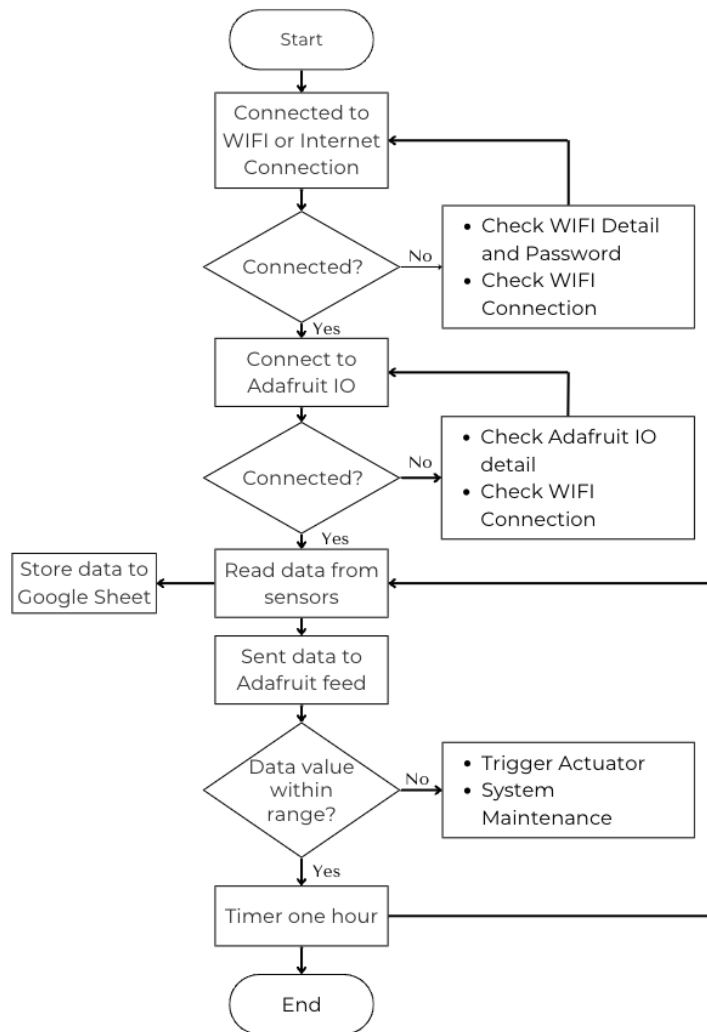 Start
Connected to
WIFI or Internet
Connection
Connected?
No
• Check WIFI Detail
and Password
• Check WIFI
Connection
Yes
Connect to
Adafruit IO
Connected?
No
• Check Adafruit IO
detail
• Check WIFI
Connection
Yes
Store data to
Google Sheet
Read data from
sensors
Sent data to
Adafruit feed
Data value
within
range?
No
• Trigger Actuator
• System
Maintenance
Yes
Timer one hour
End